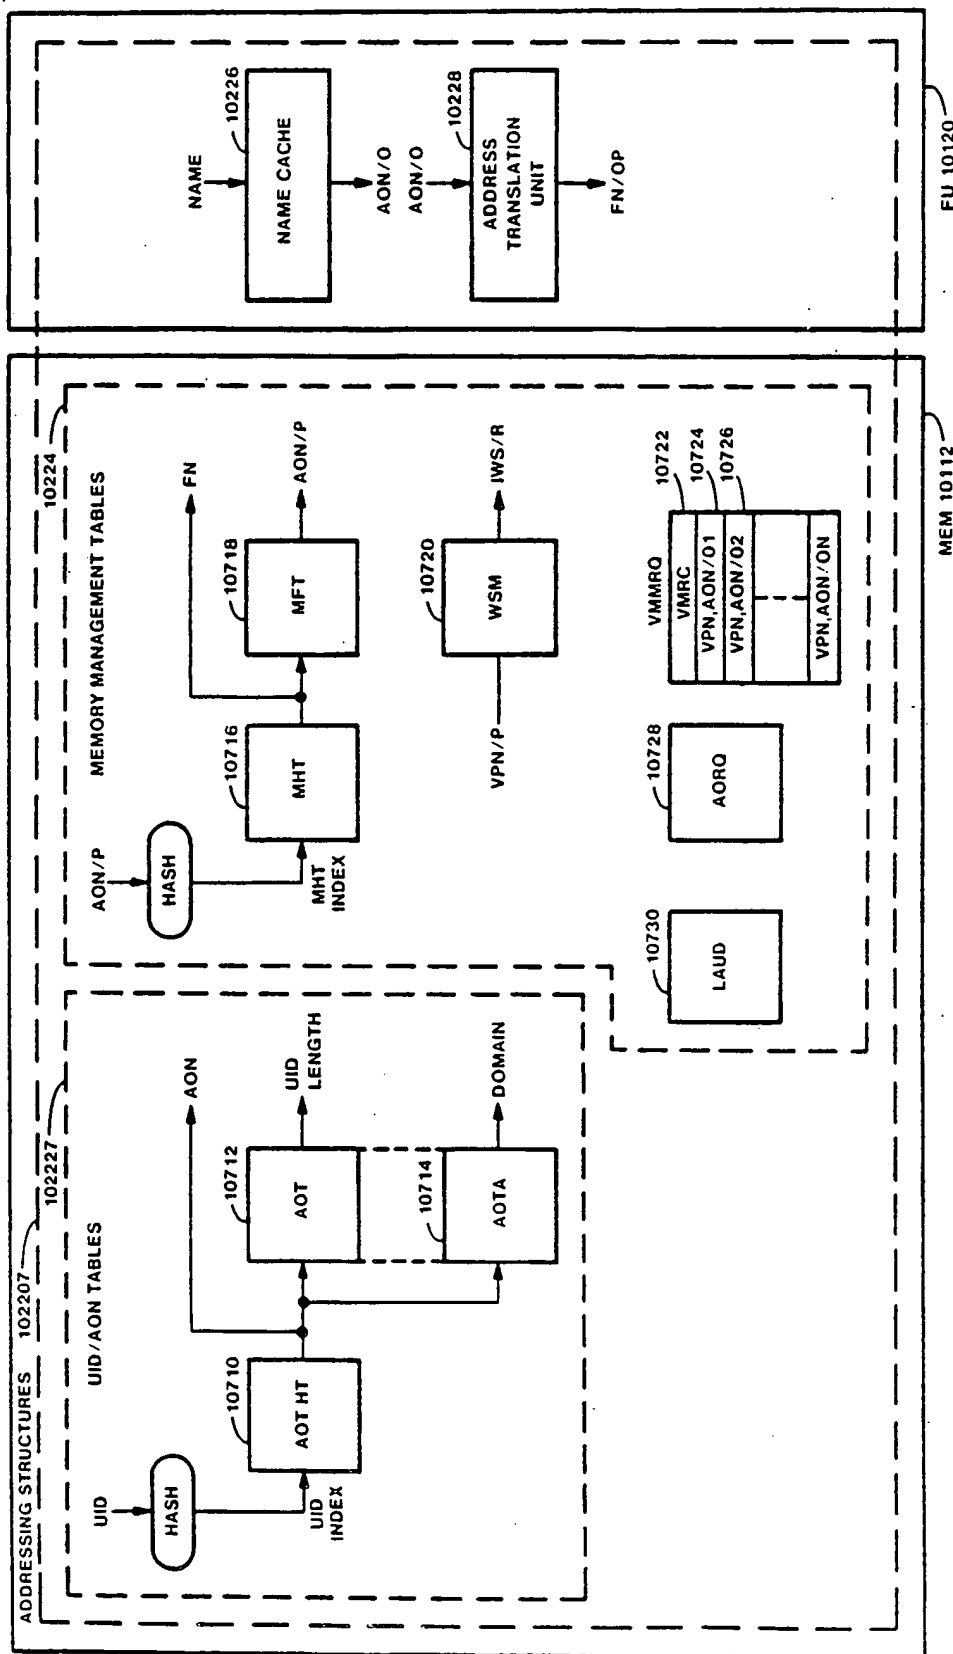 ADDRESSING STRUCTURES 102207
102227
UID/AON TABLES
UID
HASH
UID
INDEX
10710
AOT HT
AON
10712
AOT
UID
LENGTH
10714
AOTA
DOMAIN
10224
MEMORY MANAGEMENT TABLES
AON/P
HASH
MHT
INDEX
10716
MHT
FN
10718
MFT
AON/P
VPN/P
10720
WSM
IWS/R
10730
LAUD
10728
AORQ
VMMRQ
VMRC
10722
VPN,AON/O1
10724
VPN,AON/O2
10726
VPN,AON/ON
MEM 10112
NAME
10226
NAME CACHE
AON/O
AON/O
10228
ADDRESS
TRANSLATION
UNIT
FN/OP
FU 10120